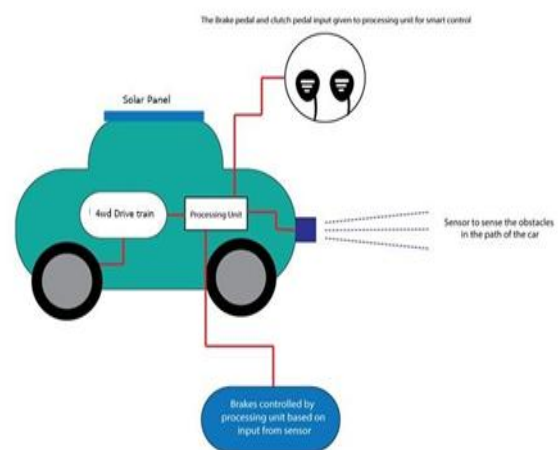 The Brake pedal and clutch pedal input given to processing unit for smart control
Solar Panel
4wd Drive train
Processing Unit
Sensor to sense the obstacles
in the path of the car
Brakes controlled by
processing unit based on
input from sensor